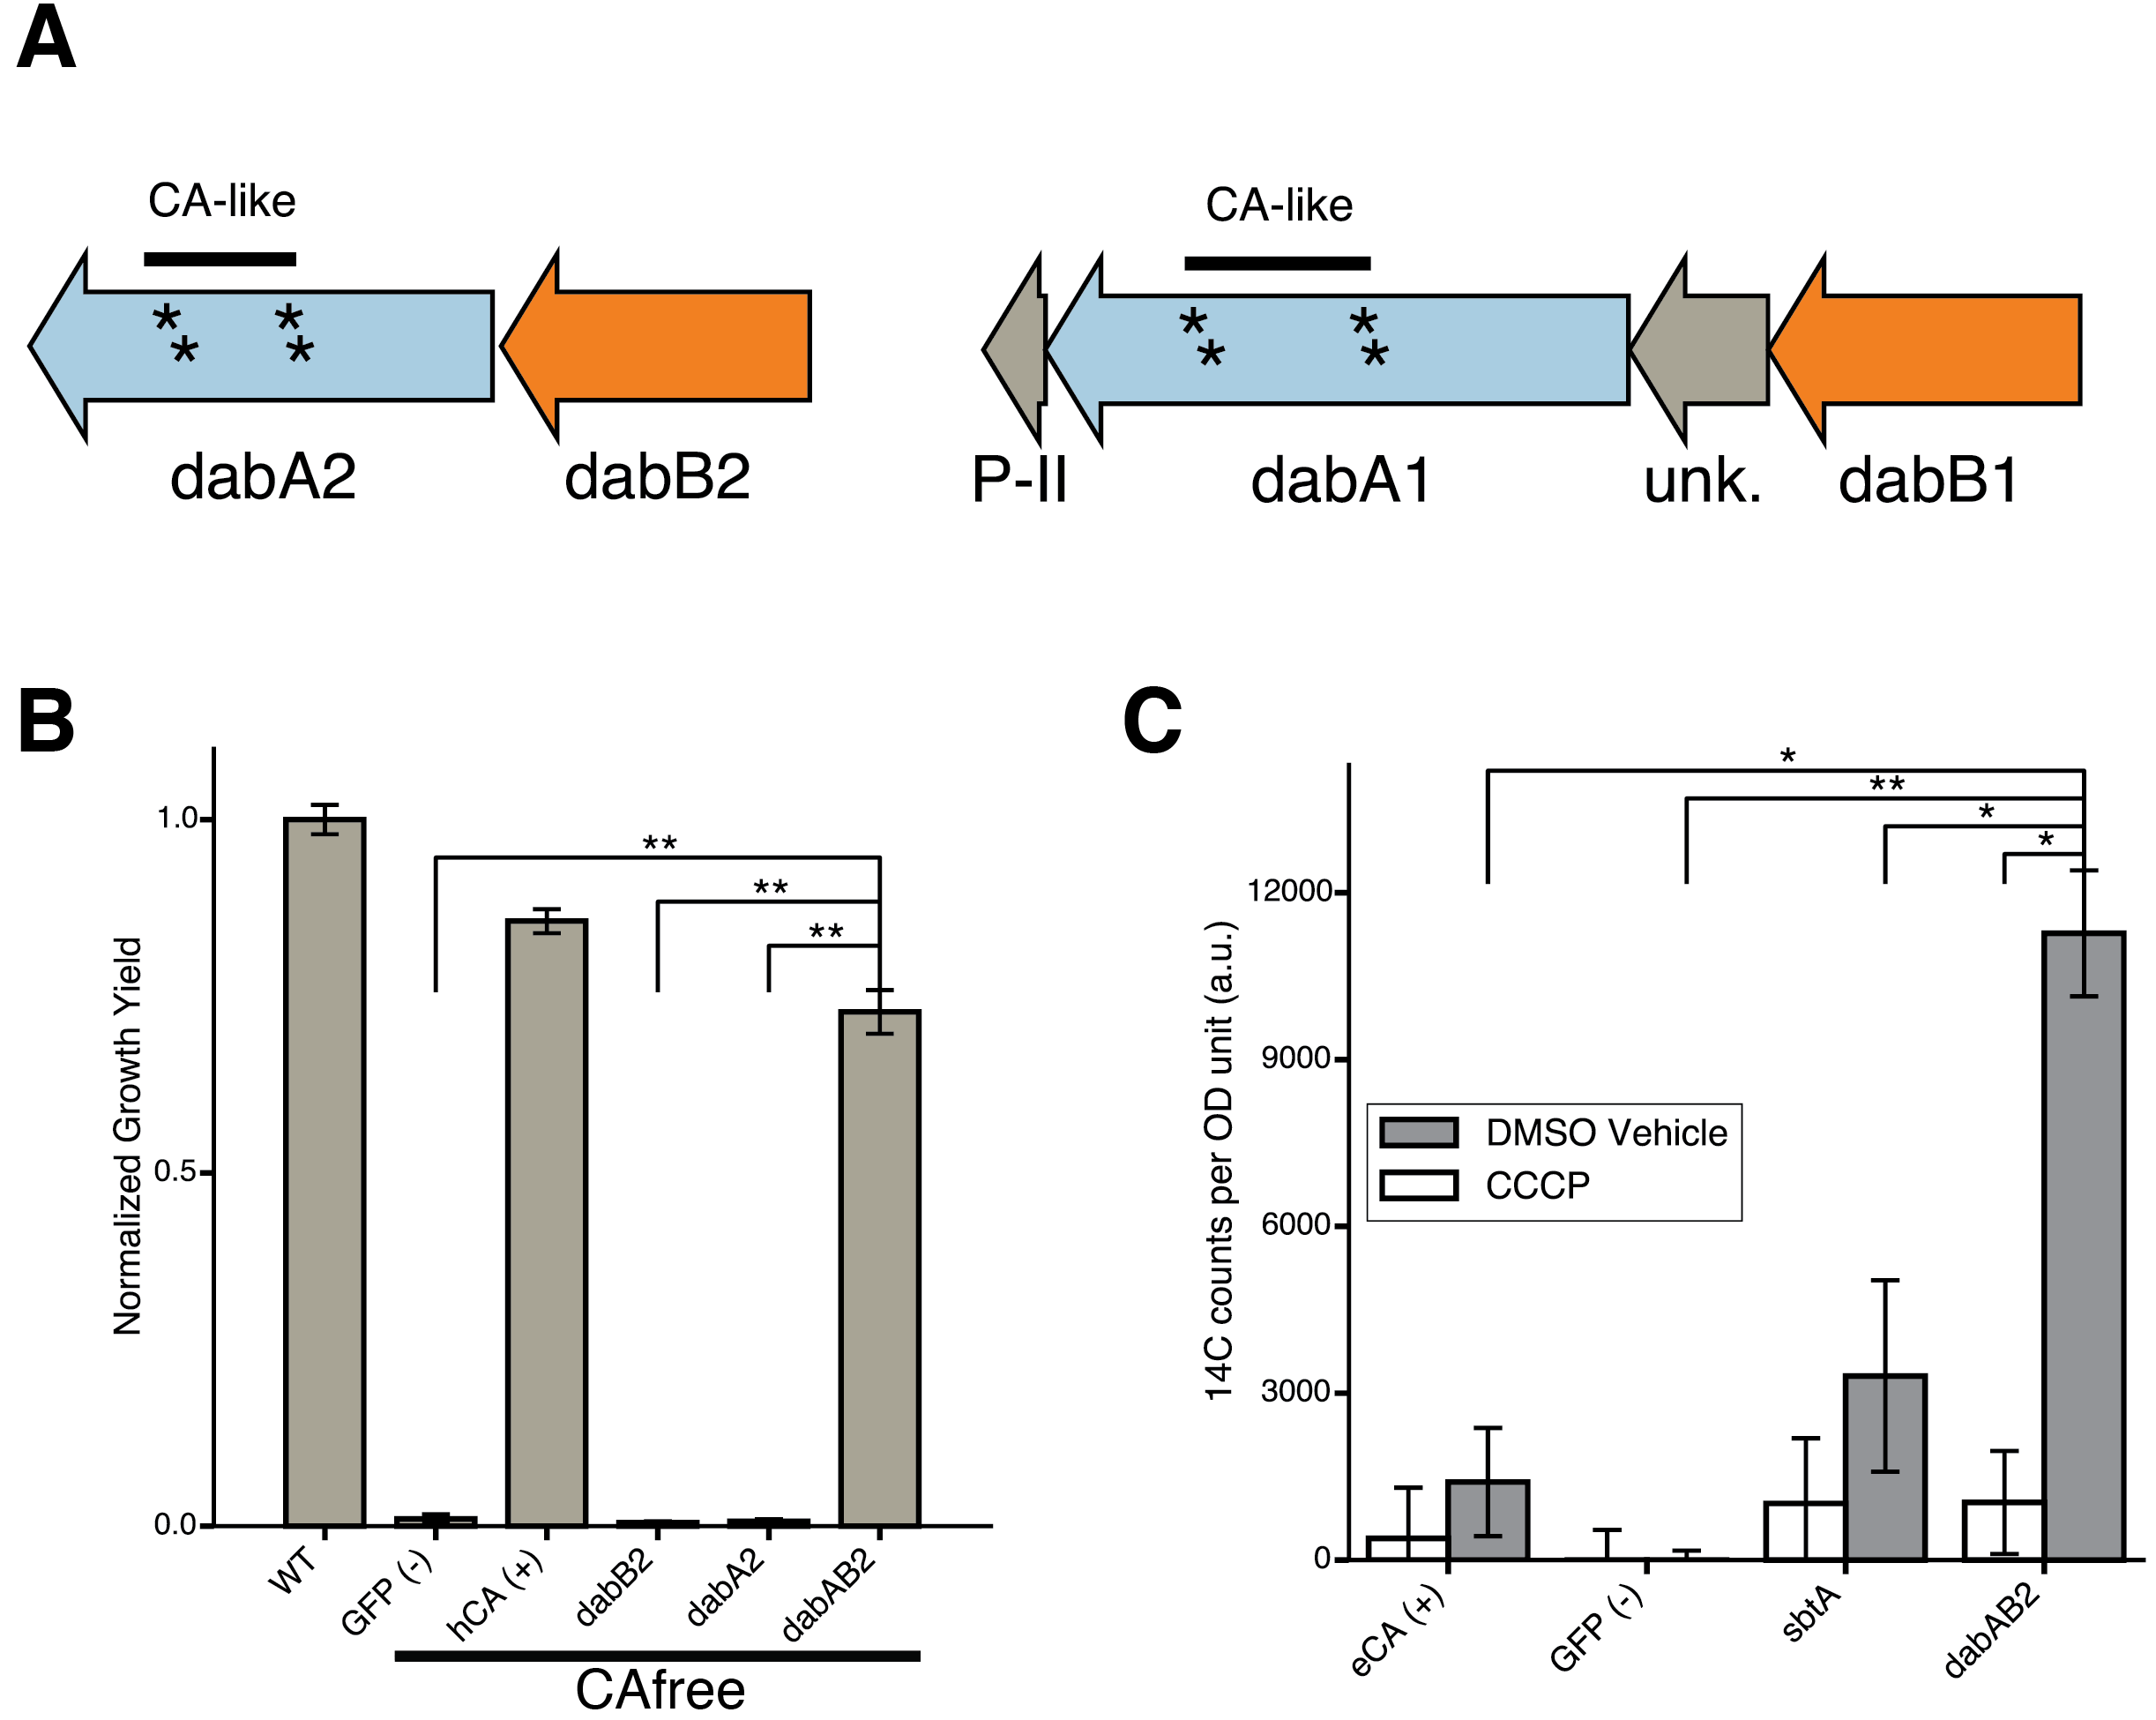 A
CA-like
CA-like
* *
* *
* *
* *
dabA2
dabB2
P-II
dabA1
unk.
dabB1
B
Normalized Growth Yield
1.0
0.5
0.0
**
**
**
WT
GFP (-)
hCA (+)
dabB2
dabA2
dabAB2
CAfree
C
14C counts per OD unit (a.u.)
12000
9000
6000
3000
0
*
**
*
*
DMSO Vehicle
CCCP
eCA (+)
GFP (-)
sbtA
dabAB2